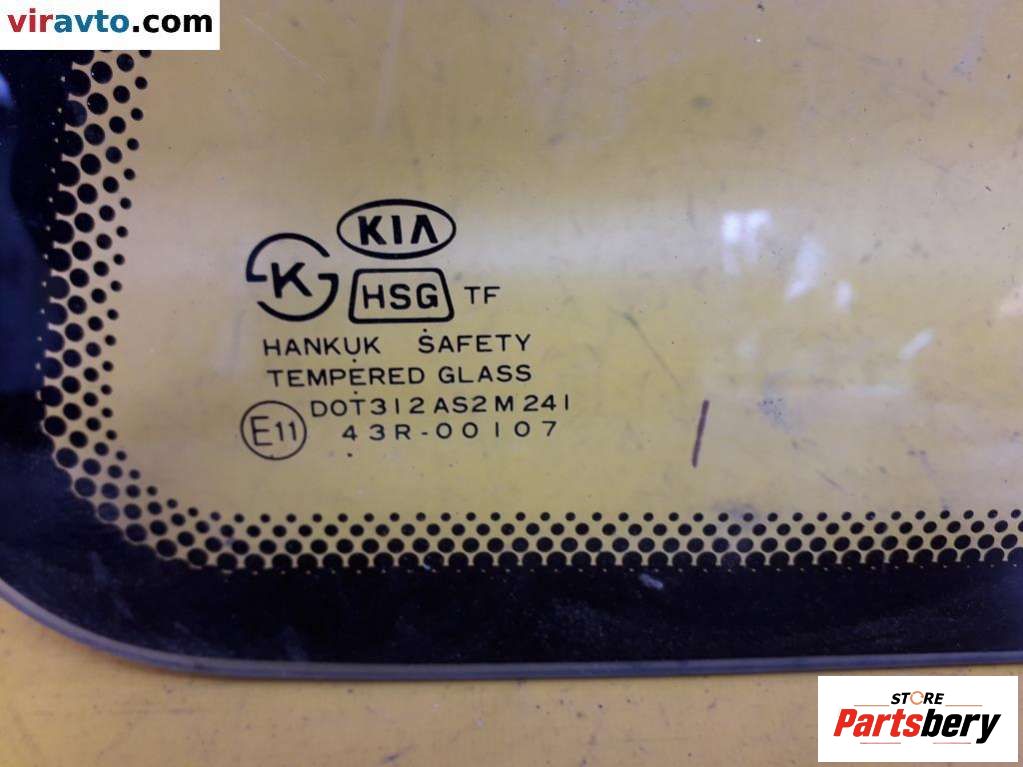 viravto.com
KIA
K
HSG TF
HANKUK SAFETY
TEMPERED GLASS
DOT312 AS2 M241
E11 43R-00107
STORE
Partsbery